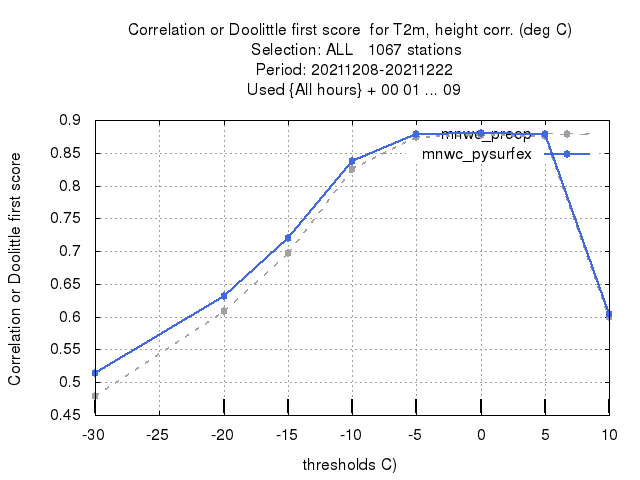 Correlation or Doolittle first score  for T2m, height corr. (deg C)
Selection: ALL   1067 stations
Period: 20211208-20211222
Used {All hours} + 00 01 ... 09
0.9
0.85
0.8
0.75
0.7
0.65
0.6
0.55
0.5
0.45
Correlation or Doolittle first score
mnwc_preop
mnwc_pysurfex
-30
-25
-20
-15
-10
-5
0
5
10
thresholds C)